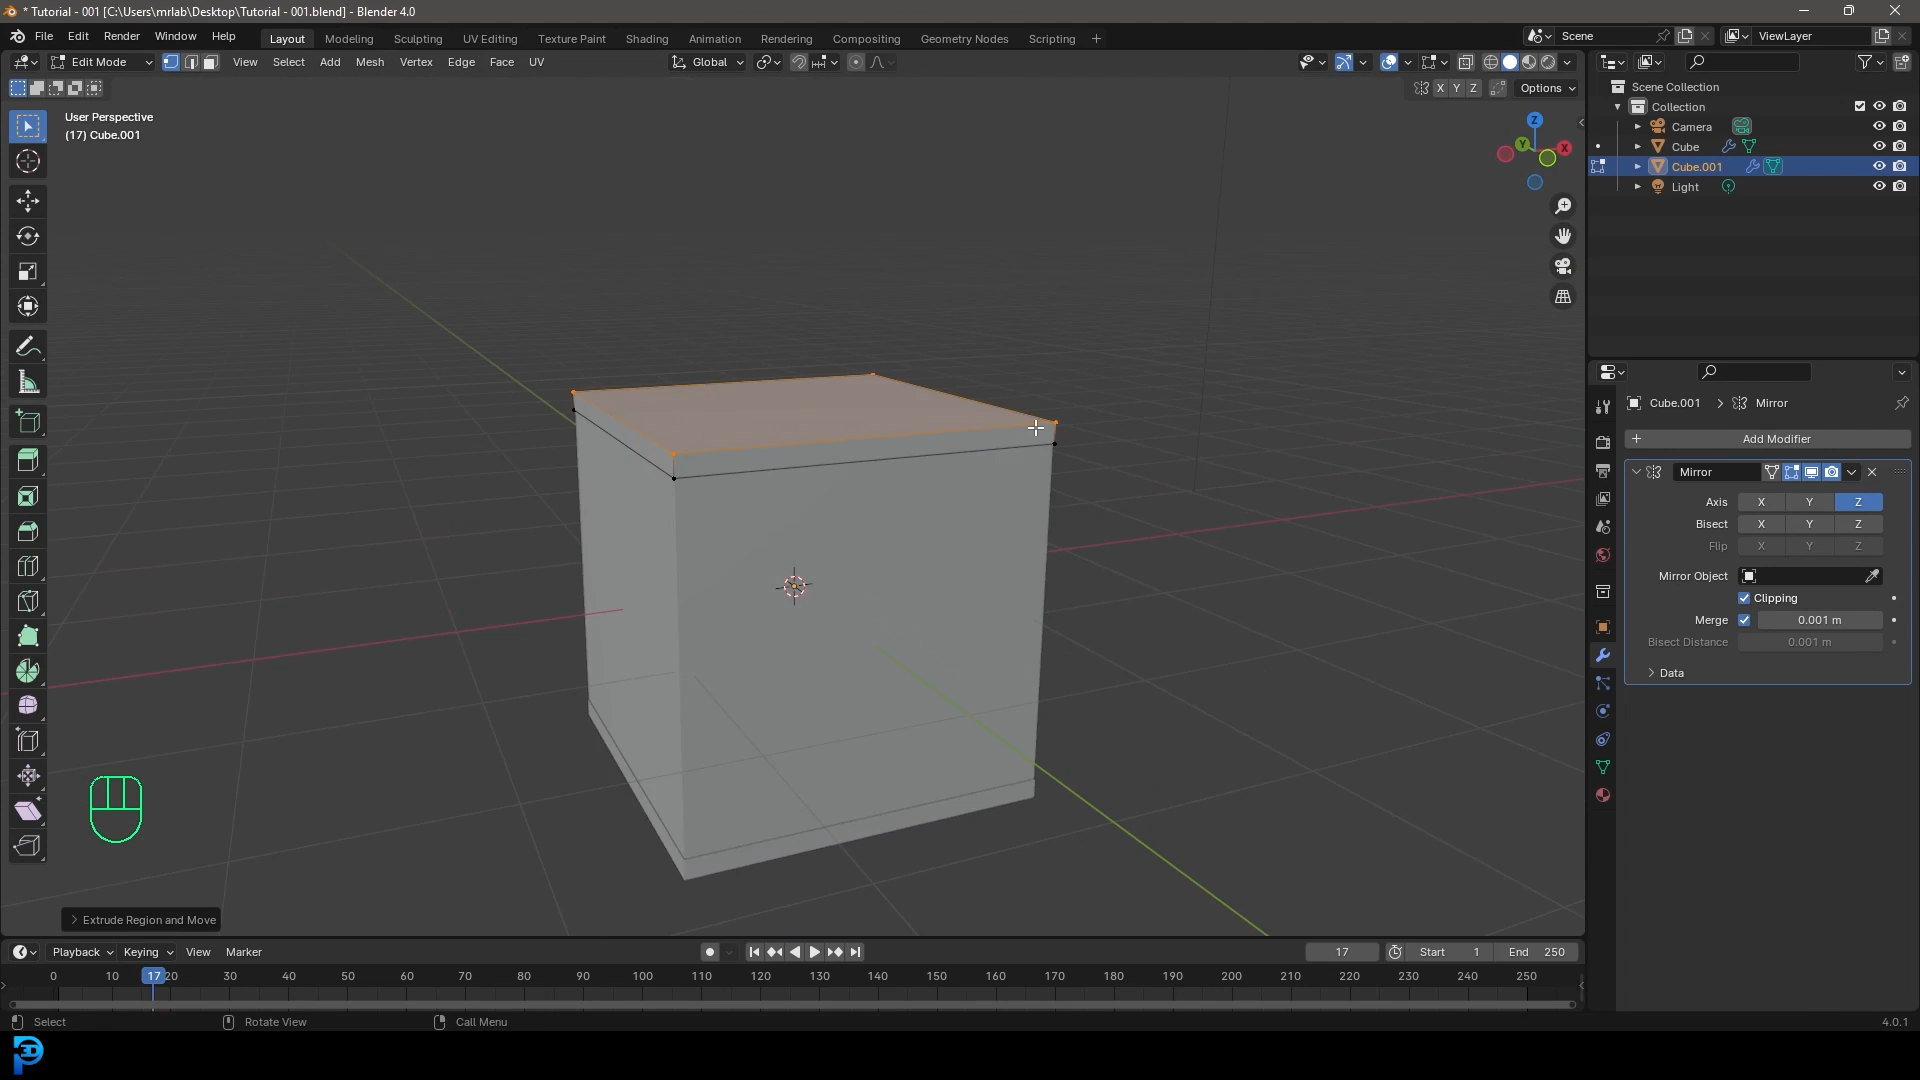 * Tutorial - 001 [C:\Users\mrlab\Desktop\Tutorial - 001.blend] - Blender 4.0
File Edit Render Window Help Layout Modeling Sculpting UV Editing Texture Paint Shading Animation Rendering Compositing Geometry Nodes Scripting + Scene ViewLayer
Edit Mode View Select Add Mesh Vertex Edge Face UV Global
X Y Z Options
User Perspective
(17) Cube.001
Z
Y
X
Scene Collection
Collection
Camera
Cube
Cube.001
Light
Cube.001 > Mirror
+ Add Modifier
Mirror
Axis X Y Z
Bisect X Y Z
Flip X Y Z
Mirror Object
Clipping
Merge 0.001 m
Bisect Distance 0.001 m
> Data
> Extrude Region and Move
Playback Keying View Marker 17 Start 1 End 250
0 10 17 20 30 40 50 60 70 80 90 100 110 120 130 140 150 160 170 180 190 200 210 220 230 240 250
Select Rotate View Call Menu 4.0.1
3D